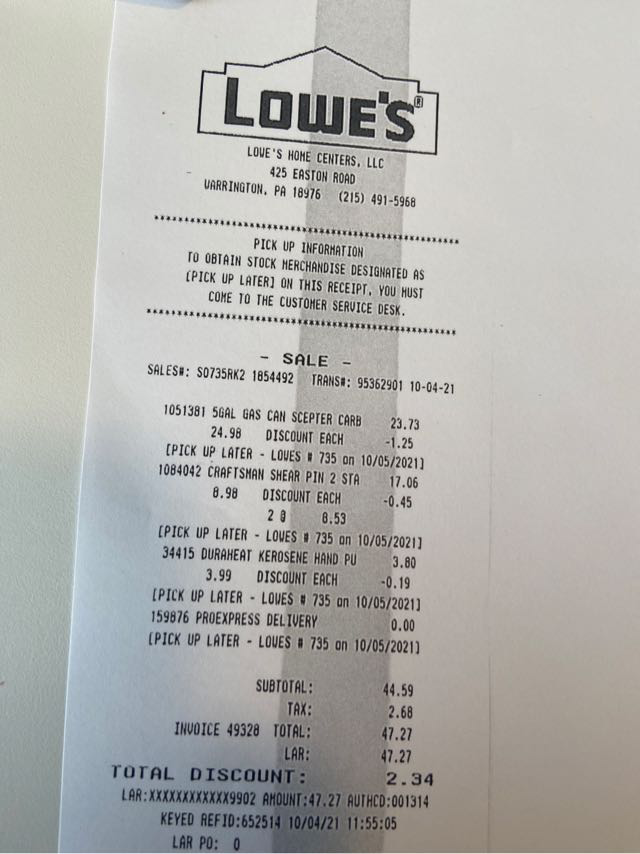 LOWE'S®
LOWE'S HOME CENTERS, LLC
425 EASTON ROAD
WARRINGTON, PA 18976 (215) 491-5968
**************************************************
PICK UP INFORMATION
TO OBTAIN STOCK MERCHANDISE DESIGNATED AS
[PICK UP LATER] ON THIS RECEIPT, YOU MUST
COME TO THE CUSTOMER SERVICE DESK.
**************************************************
- SALE -
SALES#: S0735RK2 1854492 TRANS#: 95362901 10-04-21
1051381 5GAL GAS CAN SCEPTER CARB 23.73
24.98 DISCOUNT EACH -1.25
[PICK UP LATER - LOWES # 735 on 10/05/2021]
1084042 CRAFTSMAN SHEAR PIN 2 STA 17.06
8.98 DISCOUNT EACH -0.45
2 @ 8.53
[PICK UP LATER - LOWES # 735 on 10/05/2021]
34415 DURAHEAT KEROSENE HAND PU 3.80
3.99 DISCOUNT EACH -0.19
[PICK UP LATER - LOWES # 735 on 10/05/2021]
159876 PROEXPRESS DELIVERY 0.00
[PICK UP LATER - LOWES # 735 on 10/05/2021]
SUBTOTAL: 44.59
TAX: 2.68
INVOICE 49328 TOTAL: 47.27
LAR: 47.27
TOTAL DISCOUNT: 2.34
LAR:XXXXXXXXXXXX9902 AMOUNT:47.27 AUTHCD:001314
KEYED REFID:652514 10/04/21 11:55:05
LAR PO: 0